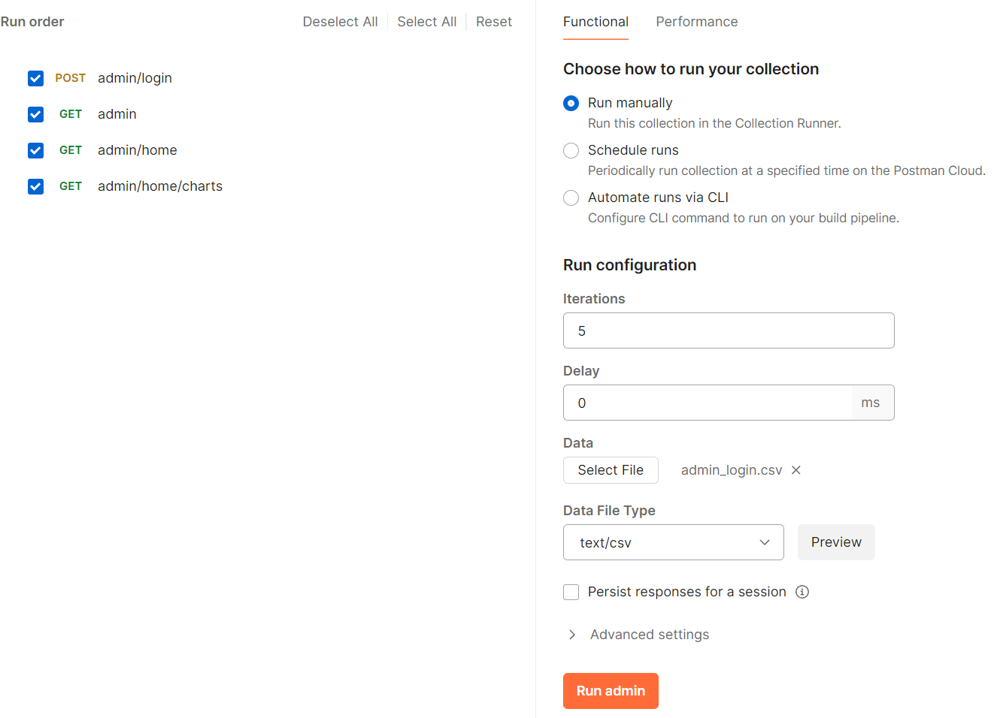 Run order
Deselect All
Select All
Reset
POST admin/login
GET admin
GET admin/home
GET admin/home/charts
Functional
Performance
Choose how to run your collection
Run manually
Run this collection in the Collection Runner.
Schedule runs
Periodically run collection at a specified time on the Postman Cloud.
Automate runs via CLI
Configure CLI command to run on your build pipeline.
Run configuration
Iterations
5
Delay
0 ms
Data
Select File admin_login.csv
Data File Type
text/csv
Preview
Persist responses for a session
Advanced settings
Run admin